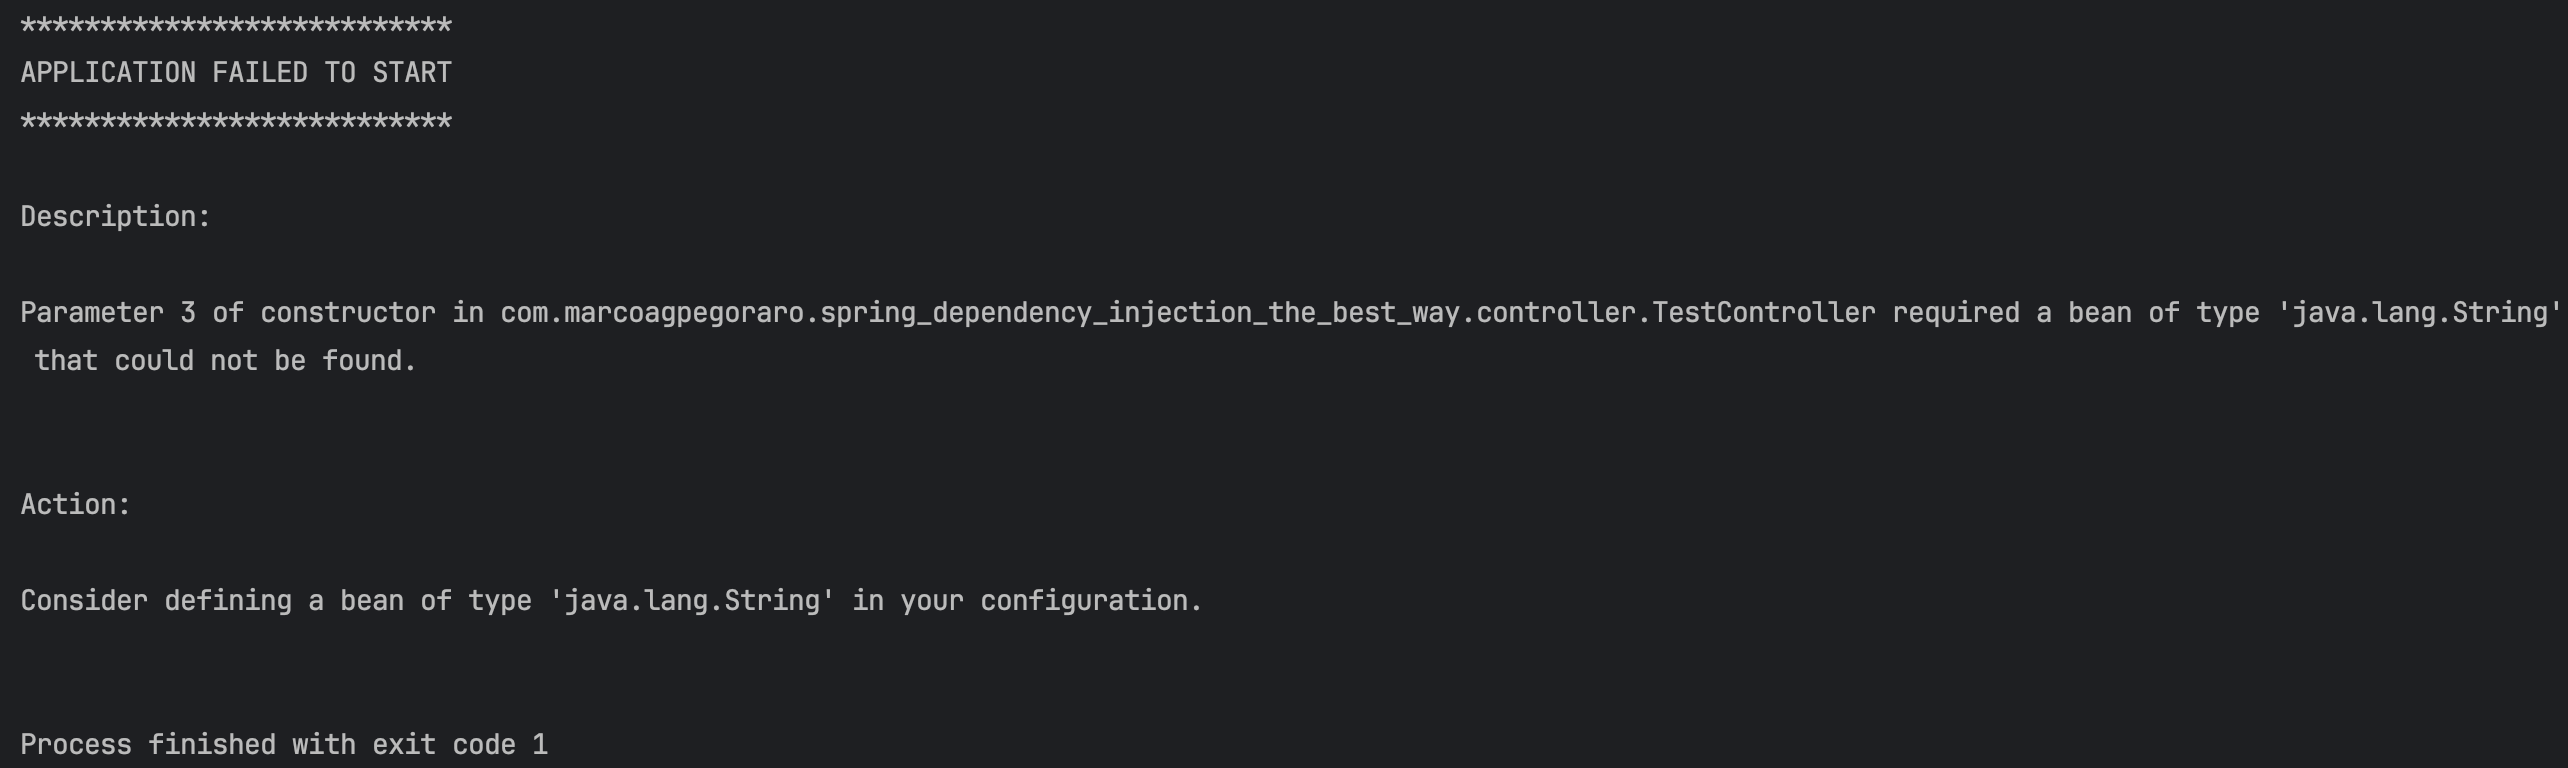 ***************************
APPLICATION FAILED TO START
***************************
Description:
Parameter 3 of constructor in com.marcoagpegoraro.spring_dependency_injection_the_best_way.controller.TestController required a bean of type 'java.lang.String'
that could not be found.
Action:
Consider defining a bean of type 'java.lang.String' in your configuration.
Process finished with exit code 1